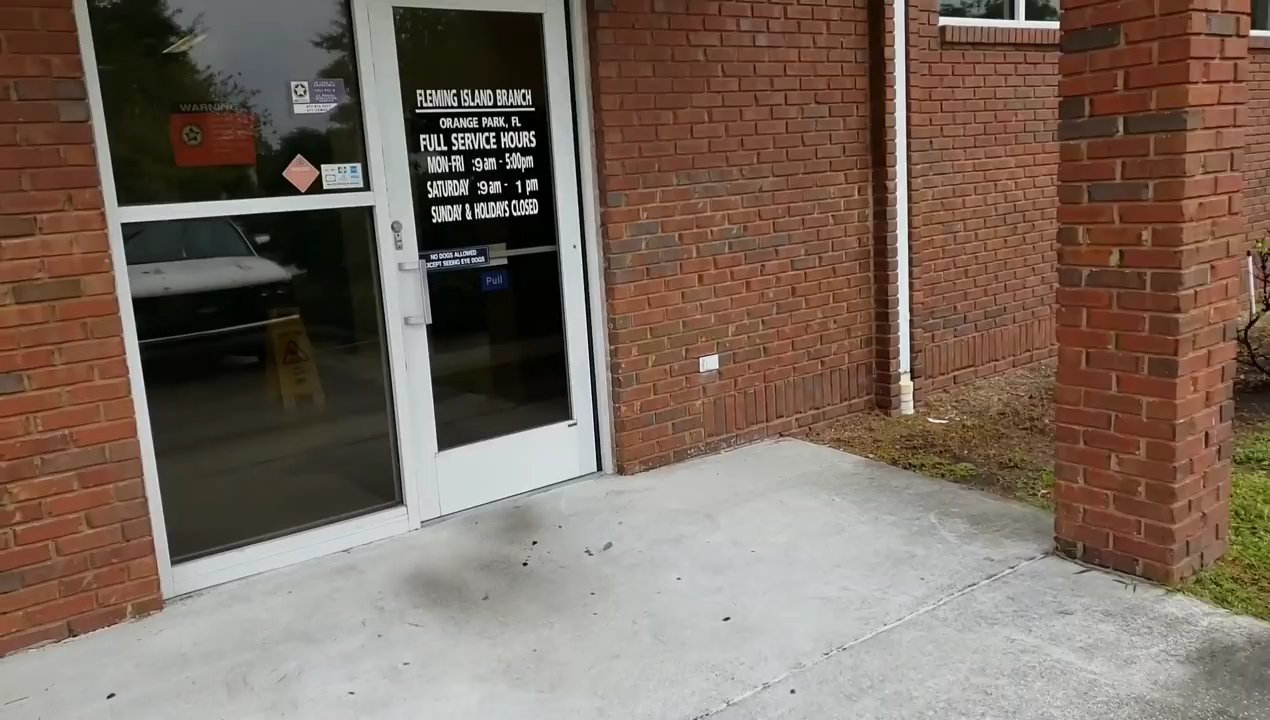 WARNING
FLEMING ISLAND BRANCH
ORANGE PARK, FL
FULL SERVICE HOURS
MON-FRI :9am - 5:00pm
SATURDAY :9am - 1 pm
SUNDAY & HOLIDAYS CLOSED
NO DOGS ALLOWED
EXCEPT SEEING EYE DOGS
Pull